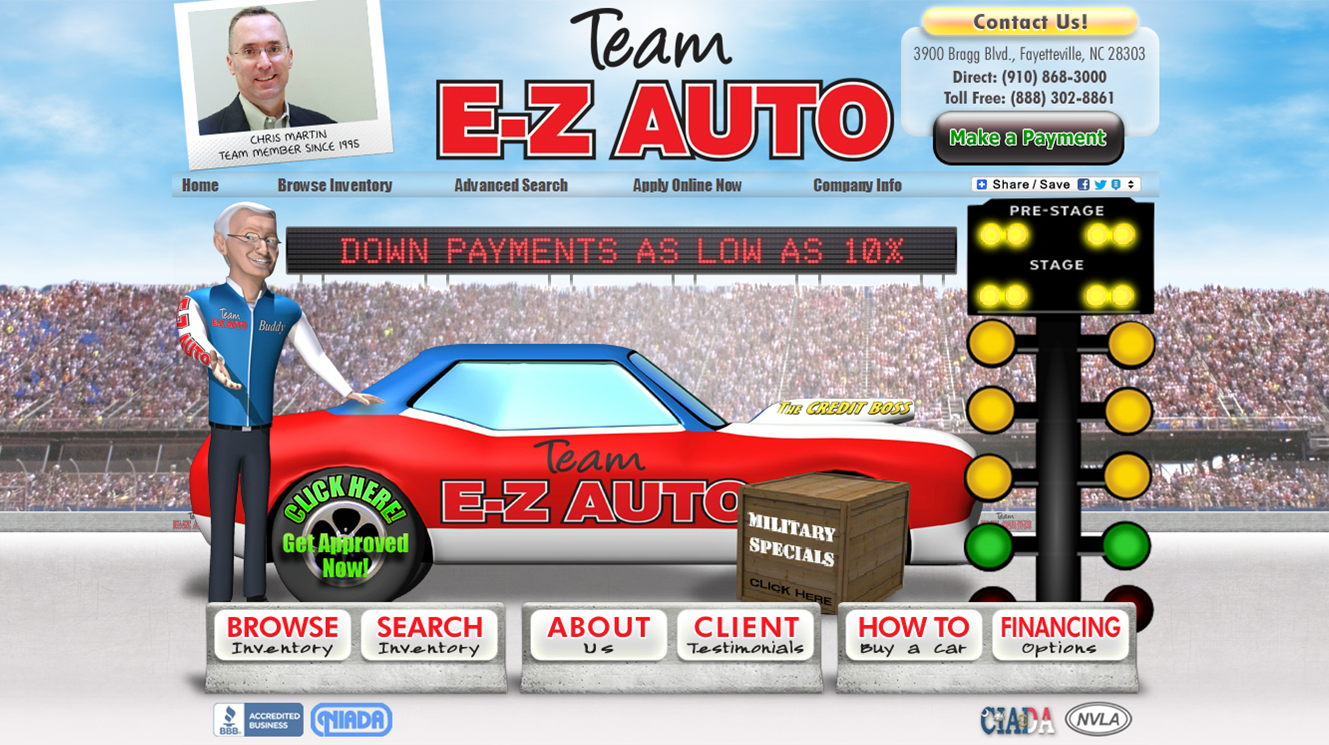 CHRIS MARTIN
TEAM MEMBER SINCE 1995
Team
E-Z AUTO
Contact Us!
3900 Bragg Blvd., Fayetteville, NC 28303
Direct: (910) 868-3000
Toll Free: (888) 302-8861
Make a Payment
Home
Browse Inventory
Advanced Search
Apply Online Now
Company Info
Share / Save
DOWN PAYMENTS AS LOW AS 10%
PRE-STAGE
STAGE
Team
E-Z AUTO
Buddy
E-Z AUTO
THE CREDIT BOSS
Team
E-Z AUTO
CLICK HERE!
Get Approved
Now!
MILITARY
SPECIALS
CLICK HERE
BROWSE
Inventory
SEARCH
Inventory
ABOUT
Us
CLIENT
Testimonials
HOW TO
Buy a Car
FINANCING
Options
BBB
ACCREDITED
BUSINESS
NIADA
CIADA
NVLA